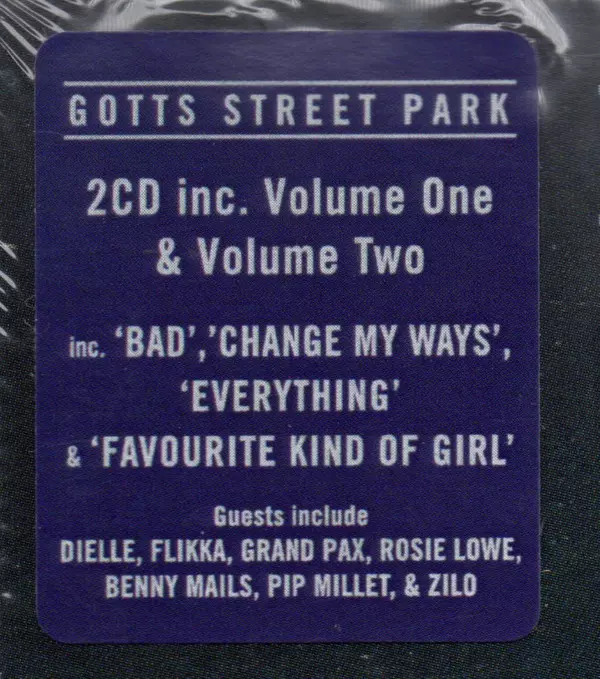 GOTTS STREET PARK
2CD inc. Volume One
& Volume Two
inc. ‘BAD’,’CHANGE MY WAYS’,
‘EVERYTHING’
& ‘FAVOURITE KIND OF GIRL’
Guests include
DIELLE, FLIKKA, GRAND PAX, ROSIE LOWE,
BENNY MAILS, PIP MILLET, & ZILO